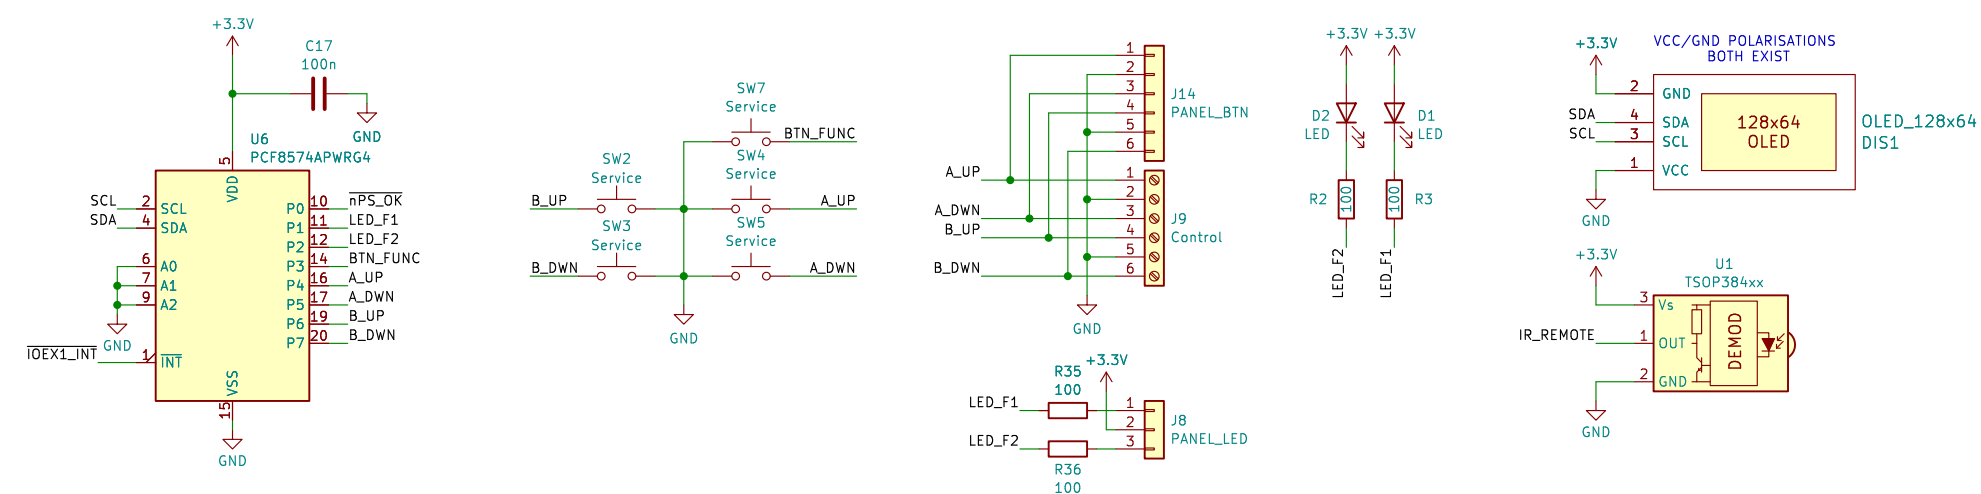 +3.3V
C17
100n
GND
U6
PCF8574APWRG4
5
VDD
SCL
2
SCL
SDA
4
SDA
6
A0
7
A1
9
A2
GND
IOEX1_INT
1
INT
VSS
15
GND
P0
10
nPS_OK
P1
11
LED_F1
P2
12
LED_F2
P3
14
BTN_FUNC
P4
16
A_UP
P5
17
A_DWN
P6
19
B_UP
P7
20
B_DWN
SW7
Service
BTN_FUNC
SW2
Service
B_UP
SW4
Service
A_UP
SW3
Service
B_DWN
SW5
Service
A_DWN
GND
1
2
3
4
5
6
J14
PANEL_BTN
A_UP
A_DWN
B_UP
B_DWN
1
2
3
4
5
6
J9
Control
GND
+3.3V
R35
100
LED_F1
LED_F2
R36
100
1
2
3
J8
PANEL_LED
+3.3V
+3.3V
D2
LED
D1
LED
R2
100
100
R3
LED_F2
LED_F1
+3.3V
VCC/GND POLARISATIONS
BOTH EXIST
2
GND
SDA
4
SDA
SCL
3
SCL
1
VCC
128x64
OLED
OLED_128x64
DIS1
GND
+3.3V
U1
TSOP384xx
3
Vs
IR_REMOTE
1
OUT
2
GND
DEMOD
GND